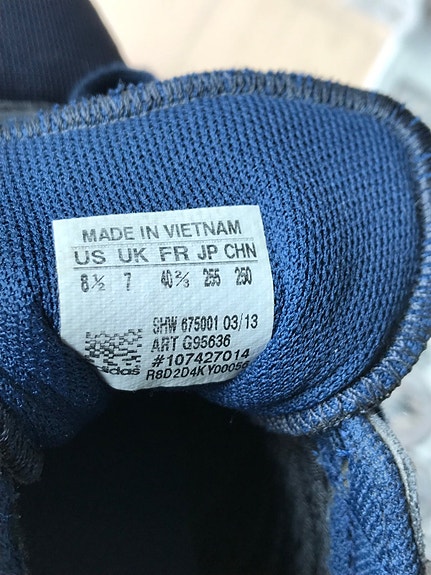 MADE IN VIETNAM
US UK FR JP CHN
8½ 7 40⅔ 255 250
SHW 675001 03/13
ART G95636
#107427014
adidas R8D2D4KY00056